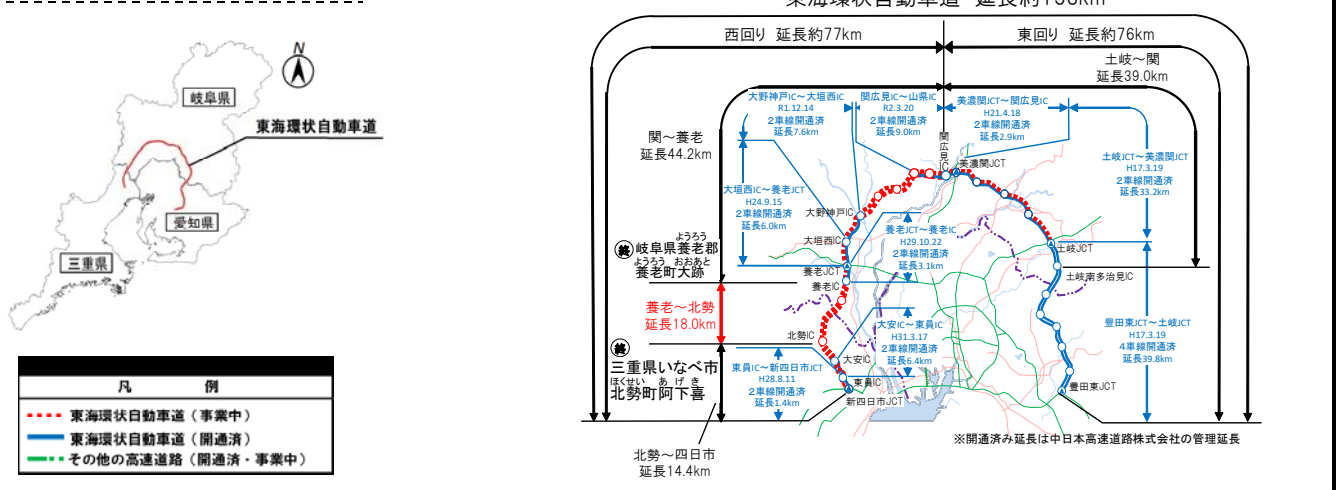 東海環状自動車道 延長約153km
西回り 延長約77km
東回り 延長約76km
土岐～関
延長39.0km
N
岐阜県
東海環状自動車道
愛知県
三重県
大野神戸IC～大垣西IC
R1.12.14
2車線開通済
延長7.6km
関広見IC～山県IC
R2.3.20
2車線開通済
延長9.0km
美濃関JCT～関広見IC
H21.4.18
2車線開通済
延長2.9km
関～養老
延長44.2km
関広見IC
美濃関JCT
土岐JCT～美濃関JCT
H17.3.19
2車線開通済
延長33.2km
大垣西IC～養老JCT
H24.9.15
2車線開通済
延長6.0km
大野神戸IC
大垣西IC
養老JCT
養老IC
養老JCT～養老IC
H29.10.22
2車線開通済
延長3.1km
土岐JCT
土岐南多治見IC
ようろう
終 岐阜県養老郡
ようろう おおあと
養老町大跡
養老～北勢
延長18.0km
北勢IC
大安IC～東員IC
H31.3.17
2車線開通済
延長6.4km
豊田東JCT～土岐JCT
H17.3.19
4車線開通済
延長39.8km
終
三重県いなべ市
ほくせい あげき
北勢町阿下喜
東員IC～新四日市JCT
H28.8.11
2車線開通済
延長1.4km
大安IC
東員IC
新四日市JCT
豊田東JCT
※開通済み延長は中日本高速道路株式会社の管理延長
北勢～四日市
延長14.4km
凡 例
東海環状自動車道（事業中）
東海環状自動車道（開通済）
その他の高速道路（開通済・事業中）